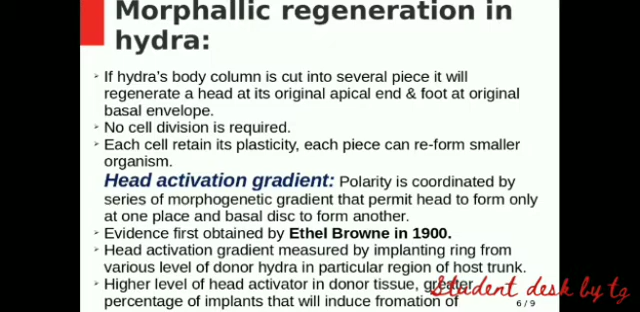 Morphallic regeneration in
hydra:
➢ If hydra's body column is cut into several piece it will
regenerate a head at its original apical end & foot at original
basal envelope.
➢ No cell division is required.
➢ Each cell retain its plasticity, each piece can re-form smaller
organism.
Head activation gradient: Polarity is coordinated by
series of morphogenetic gradient that permit head to form only
at one place and basal disc to form another.
➢ Evidence first obtained by Ethel Browne in 1900.
➢ Head activation gradient measured by implanting ring from
various level of donor hydra in particular region of host trunk.
➢ Higher level of head activator in donor tissue, greater
percentage of implants that will induce fromation of
Student desk by tg
6 / 9